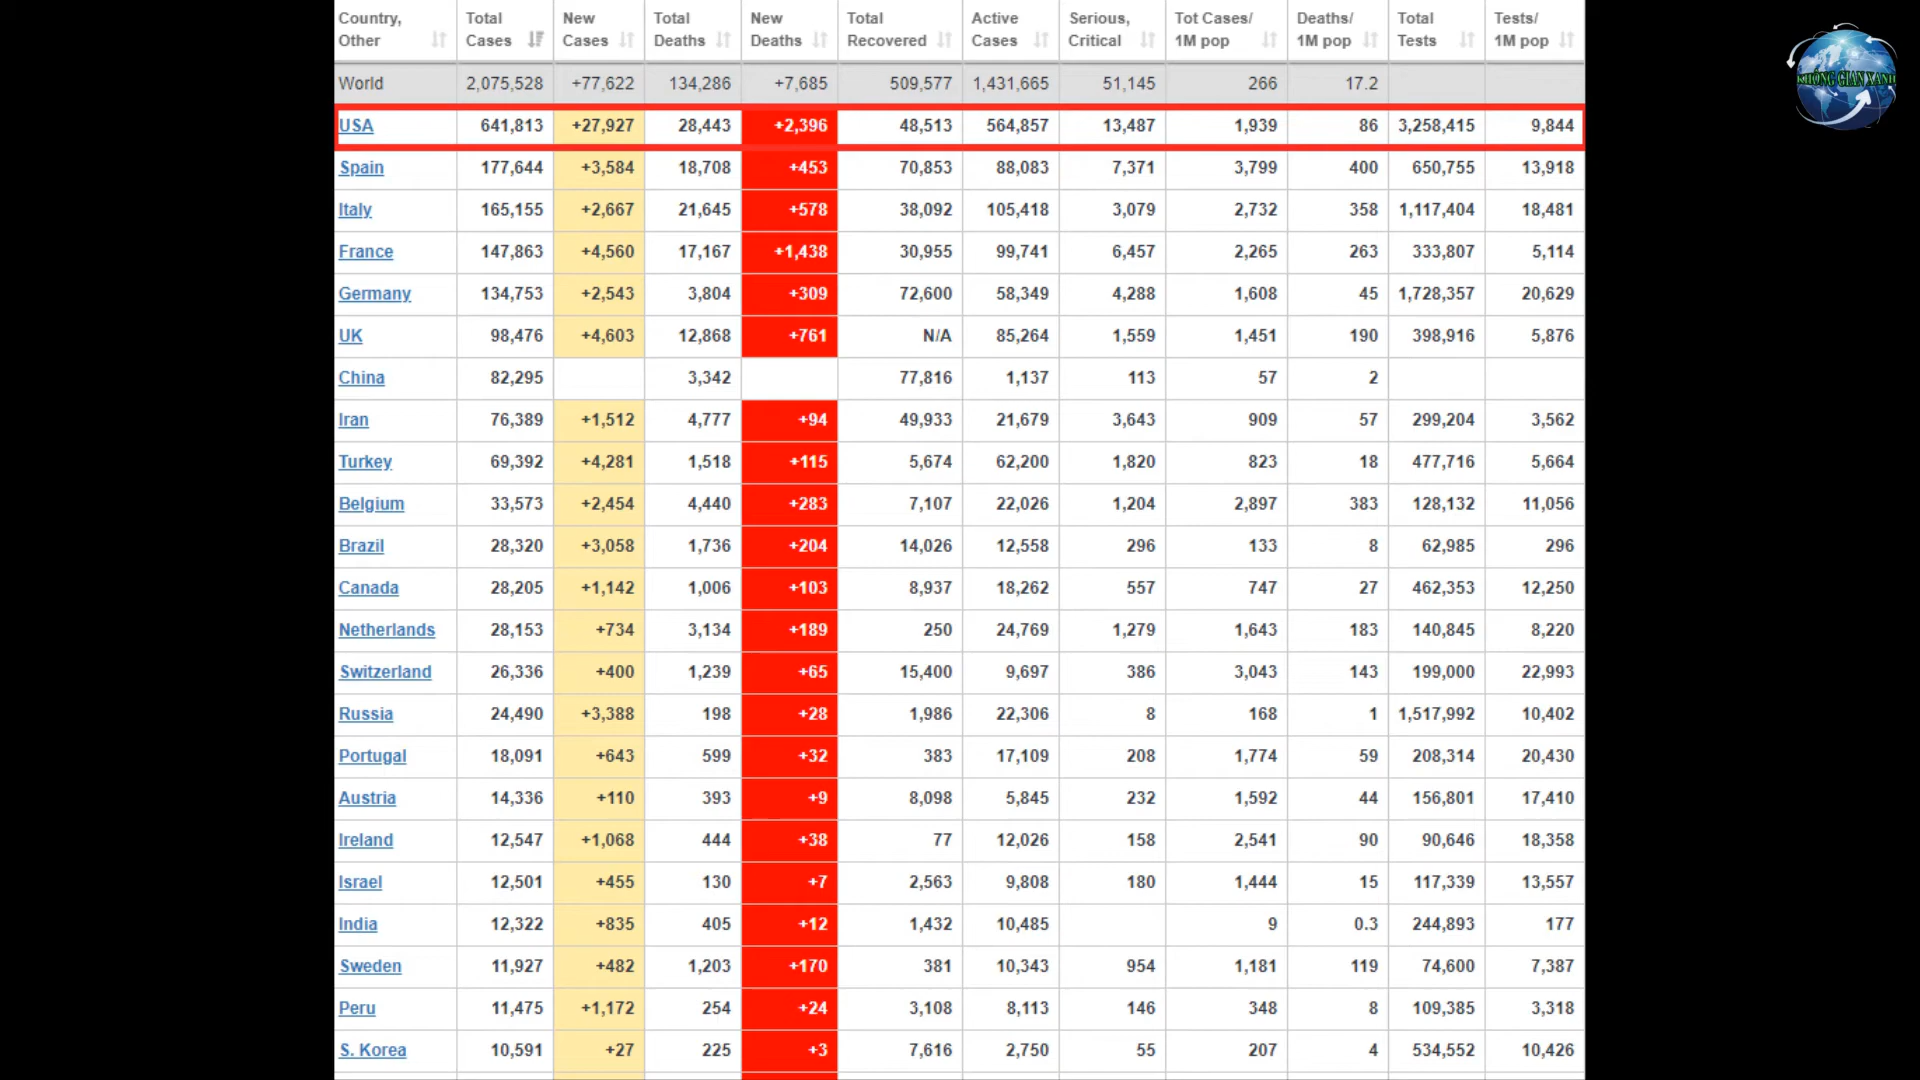 Country, Other Total Cases New Cases Total Deaths New Deaths Total Recovered Active Cases Serious, Critical Tot Cases/ 1M pop Deaths/ 1M pop Total Tests Tests/ 1M pop
World 2,075,528 +77,622 134,286 +7,685 509,577 1,431,665 51,145 266 17.2
USA 641,813 +27,927 28,443 +2,396 48,513 564,857 13,487 1,939 86 3,258,415 9,844
Spain 177,644 +3,584 18,708 +453 70,853 88,083 7,371 3,799 400 650,755 13,918
Italy 165,155 +2,667 21,645 +578 38,092 105,418 3,079 2,732 358 1,117,404 18,481
France 147,863 +4,560 17,167 +1,438 30,955 99,741 6,457 2,265 263 333,807 5,114
Germany 134,753 +2,543 3,804 +309 72,600 58,349 4,288 1,608 45 1,728,357 20,629
UK 98,476 +4,603 12,868 +761 N/A 85,264 1,559 1,451 190 398,916 5,876
China 82,295 3,342 77,816 1,137 113 57 2
Iran 76,389 +1,512 4,777 +94 49,933 21,679 3,643 909 57 299,204 3,562
Turkey 69,392 +4,281 1,518 +115 5,674 62,200 1,820 823 18 477,716 5,664
Belgium 33,573 +2,454 4,440 +283 7,107 22,026 1,204 2,897 383 128,132 11,056
Brazil 28,320 +3,058 1,736 +204 14,026 12,558 296 133 8 62,985 296
Canada 28,205 +1,142 1,006 +103 8,937 18,262 557 747 27 462,353 12,250
Netherlands 28,153 +734 3,134 +189 250 24,769 1,279 1,643 183 140,845 8,220
Switzerland 26,336 +400 1,239 +65 15,400 9,697 386 3,043 143 199,000 22,993
Russia 24,490 +3,388 198 +28 1,986 22,306 8 168 1 1,517,992 10,402
Portugal 18,091 +643 599 +32 383 17,109 208 1,774 59 208,314 20,430
Austria 14,336 +110 393 +9 8,098 5,845 232 1,592 44 156,801 17,410
Ireland 12,547 +1,068 444 +38 77 12,026 158 2,541 90 90,646 18,358
Israel 12,501 +455 130 +7 2,563 9,808 180 1,444 15 117,339 13,557
India 12,322 +835 405 +12 1,432 10,485 9 0.3 244,893 177
Sweden 11,927 +482 1,203 +170 381 10,343 954 1,181 119 74,600 7,387
Peru 11,475 +1,172 254 +24 3,108 8,113 146 348 8 109,385 3,318
S. Korea 10,591 +27 225 +3 7,616 2,750 55 207 4 534,552 10,426
KHÔNG GIAN XANH